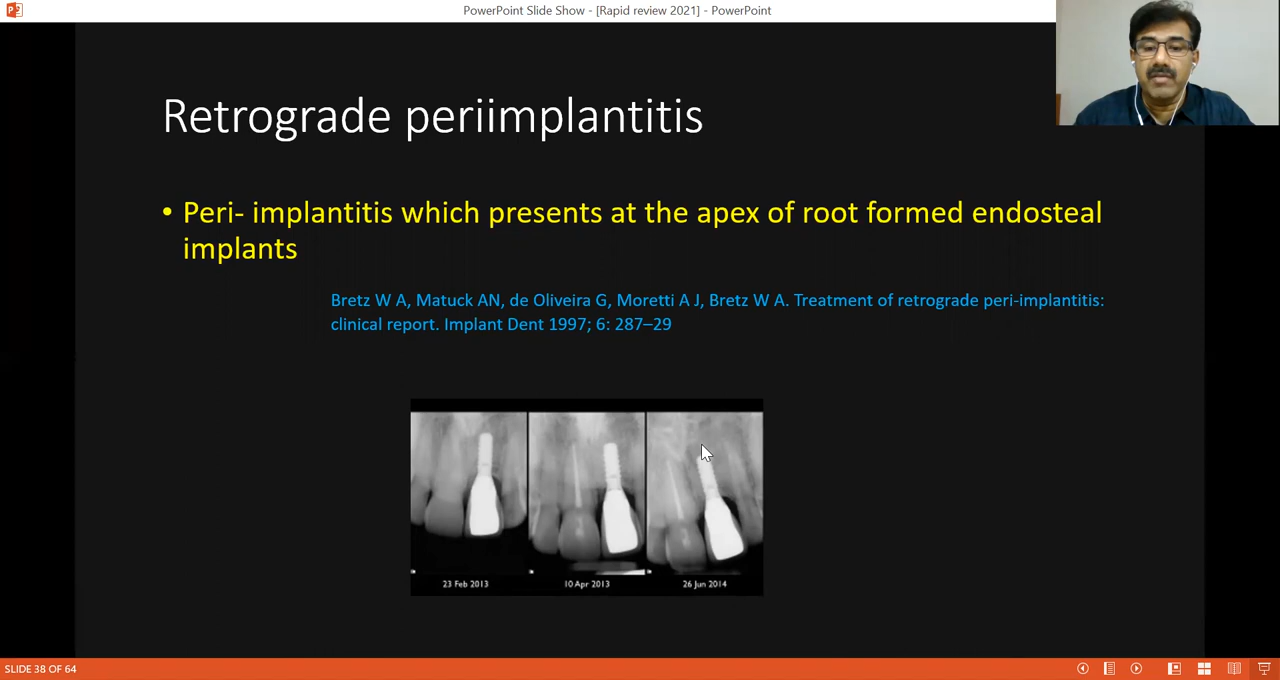 PowerPoint Slide Show - [Rapid review 2021] - PowerPoint
Retrograde periimplantitis
• Peri- implantitis which presents at the apex of root formed endosteal
implants
Bretz W A, Matuck AN, de Oliveira G, Moretti A J, Bretz W A. Treatment of retrograde peri-implantitis:
clinical report. Implant Dent 1997; 6: 287–29
23 Feb 2013
10 Apr 2013
26 Jun 2014
SLIDE 38 OF 64